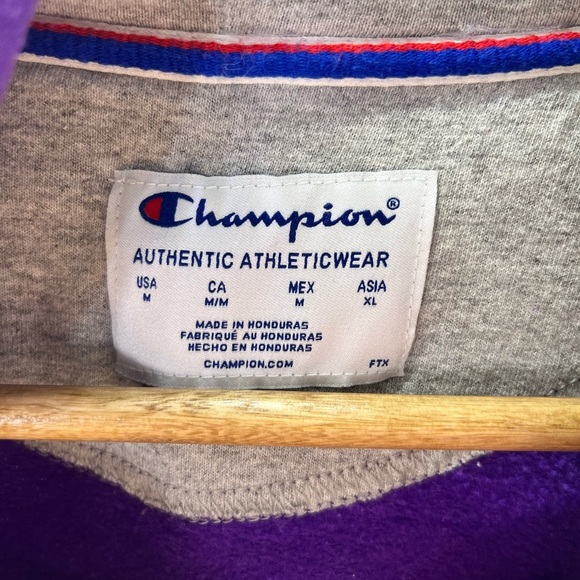 Champion®
AUTHENTIC ATHLETICWEAR
USA CA MEX ASIA
M M/M M XL
MADE IN HONDURAS
FABRIQUÉ AU HONDURAS
HECHO EN HONDURAS
CHAMPION.COM FTX